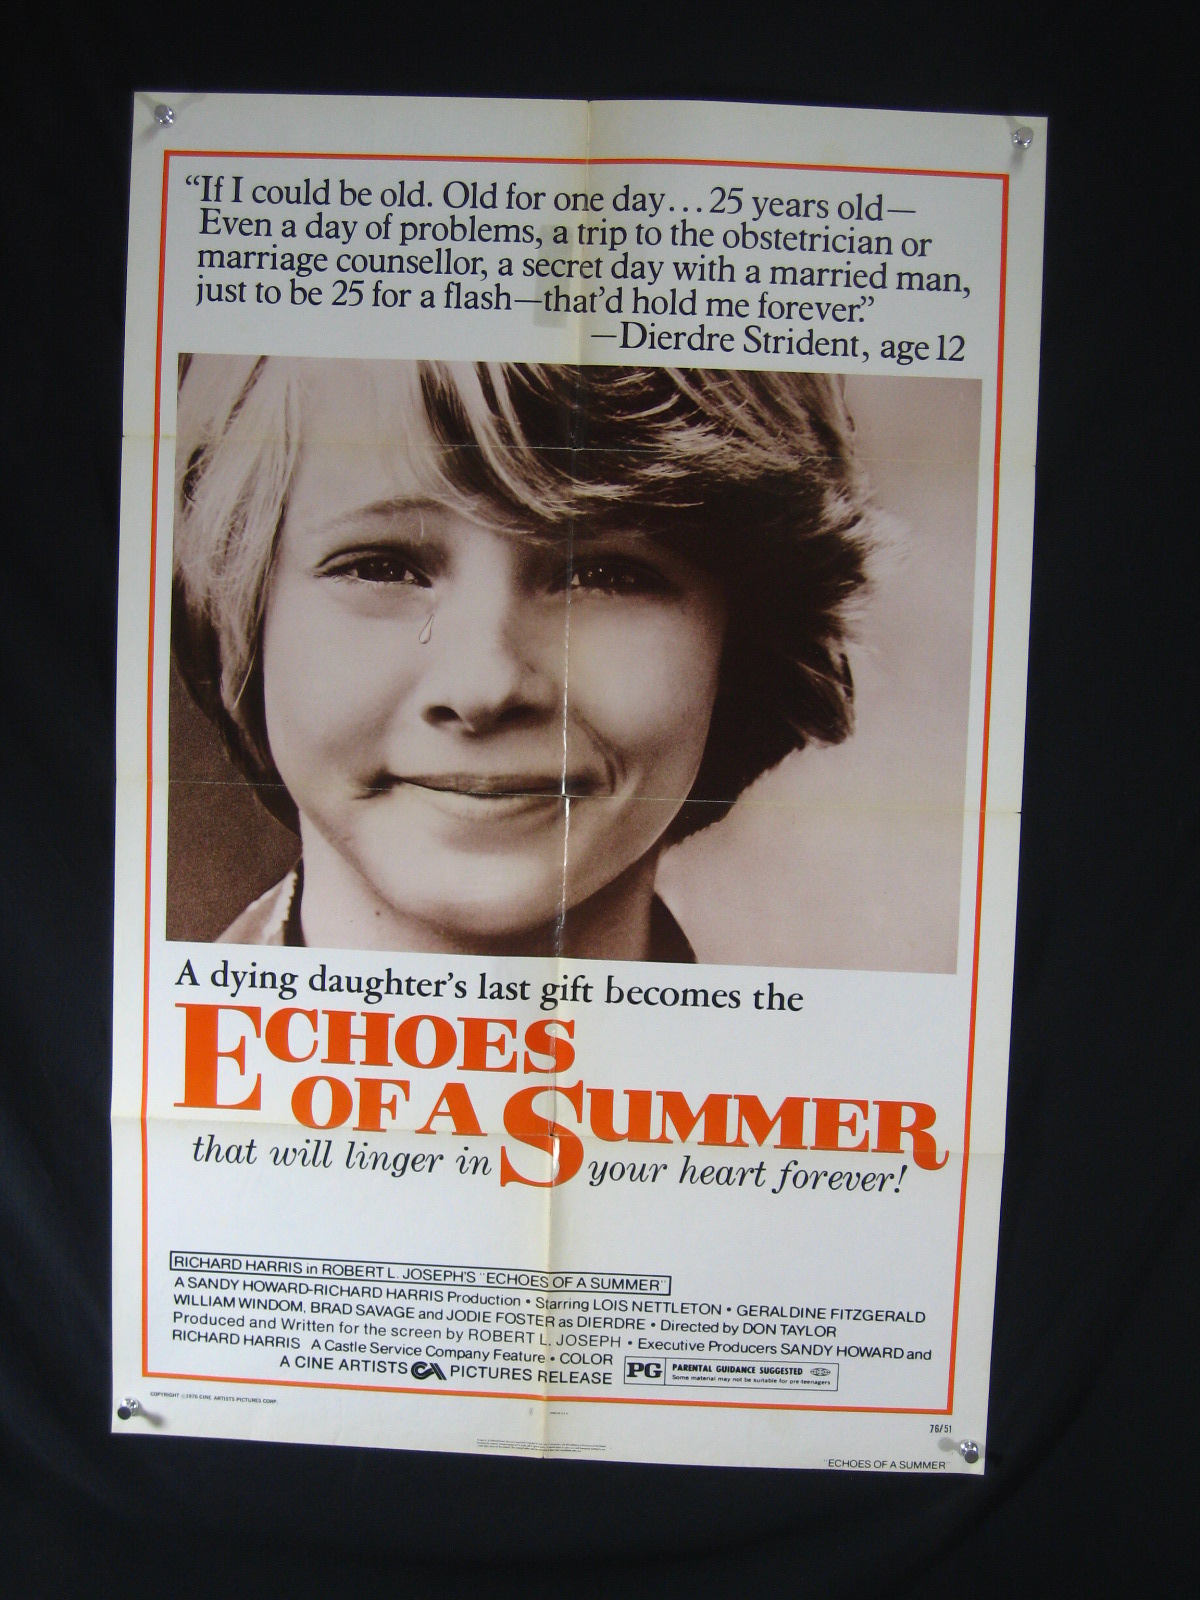 “If I could be old. Old for one day...25 years old—
Even a day of problems, a trip to the obstetrician or
marriage counsellor, a secret day with a married man,
just to be 25 for a flash—that’d hold me forever.”
—Dierdre Strident, age 12
A dying daughter’s last gift becomes the
ECHOES
OF A SUMMER
that will linger in your heart forever!
RICHARD HARRIS in ROBERT L. JOSEPH'S "ECHOES OF A SUMMER"
A SANDY HOWARD-RICHARD HARRIS Production • Starring LOIS NETTLETON • GERALDINE FITZGERALD
WILLIAM WINDOM, BRAD SAVAGE and JODIE FOSTER as DIERDRE • Directed by DON TAYLOR
Produced and Written for the screen by ROBERT L. JOSEPH • Executive Producers SANDY HOWARD and
RICHARD HARRIS A Castle Service Company Feature • COLOR
A CINE ARTISTS CA PICTURES RELEASE
PG PARENTAL GUIDANCE SUGGESTED
Some material may not be suitable for pre-teenagers
COPYRIGHT ©1976 CINE ARTISTS PICTURES CORP.
76/51
"ECHOES OF A SUMMER"